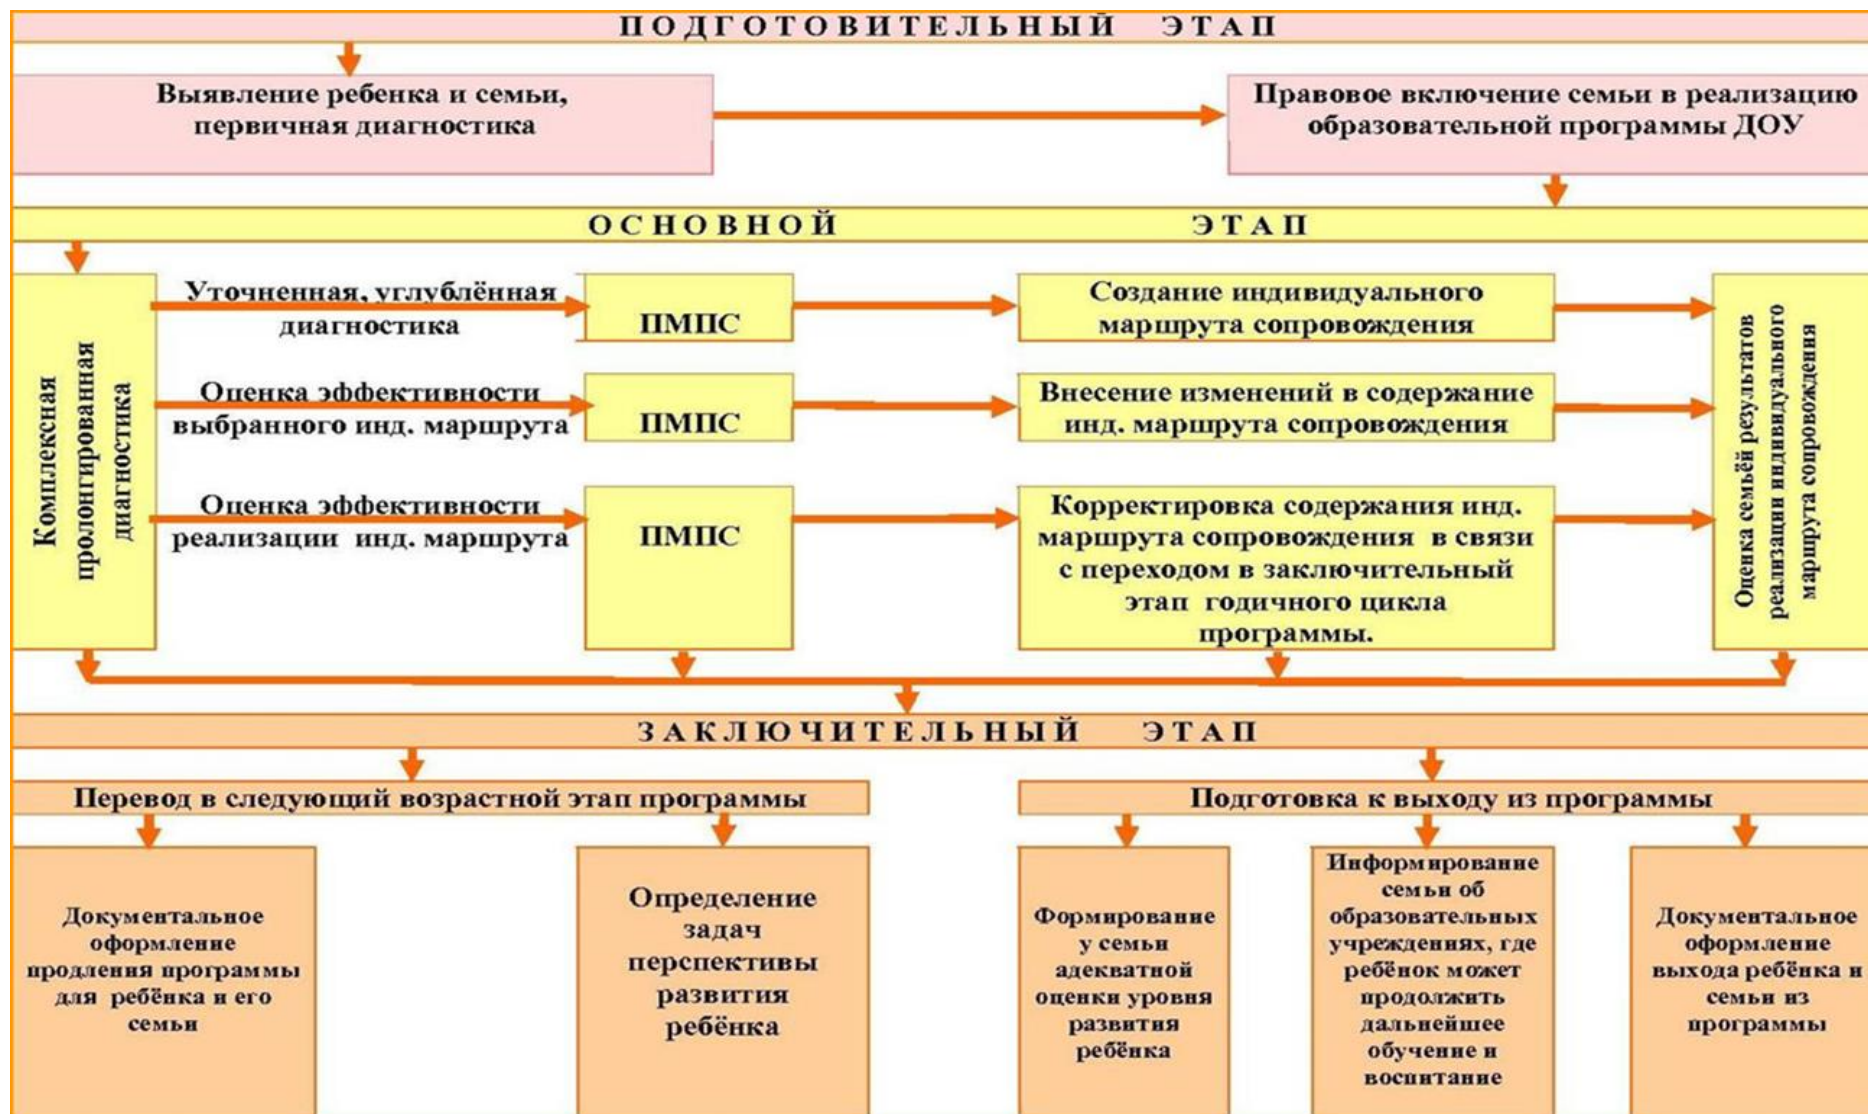 ПОДГОТОВИТЕЛЬНЫЙ ЭТАП
Выявление ребенка и семьи,
первичная диагностика
Правовое включение семьи в реализацию
образовательной программы ДОУ
ОСНОВНОЙ ЭТАП
Комплексная
пролонгированная
диагностика
Уточненная, углублённая
диагностика
ПМПС
Создание индивидуального
маршрута сопровождения
Оценка эффективности
выбранного инд. маршрута
ПМПС
Внесение изменений в содержание
инд. маршрута сопровождения
Оценка эффективности
реализации инд. маршрута
ПМПС
Корректировка содержания инд.
маршрута сопровождения в связи
с переходом в заключительный
этап годичного цикла
программы.
Оценка семьёй результатов
реализации индивидуального
маршрута сопровождения
ЗАКЛЮЧИТЕЛЬНЫЙ ЭТАП
Перевод в следующий возрастной этап программы
Подготовка к выходу из программы
Документальное
оформление
продления программы
для ребёнка и его
семьи
Определение
задач
перспективы
развития
ребёнка
Формирование
у семьи
адекватной
оценки уровня
развития
ребёнка
Информирование
семьи об
образовательных
учреждениях, где
ребёнок может
продолжить
дальнейшее
обучение и
воспитание
Документальное
оформление
выхода ребёнка и
семьи из
программы